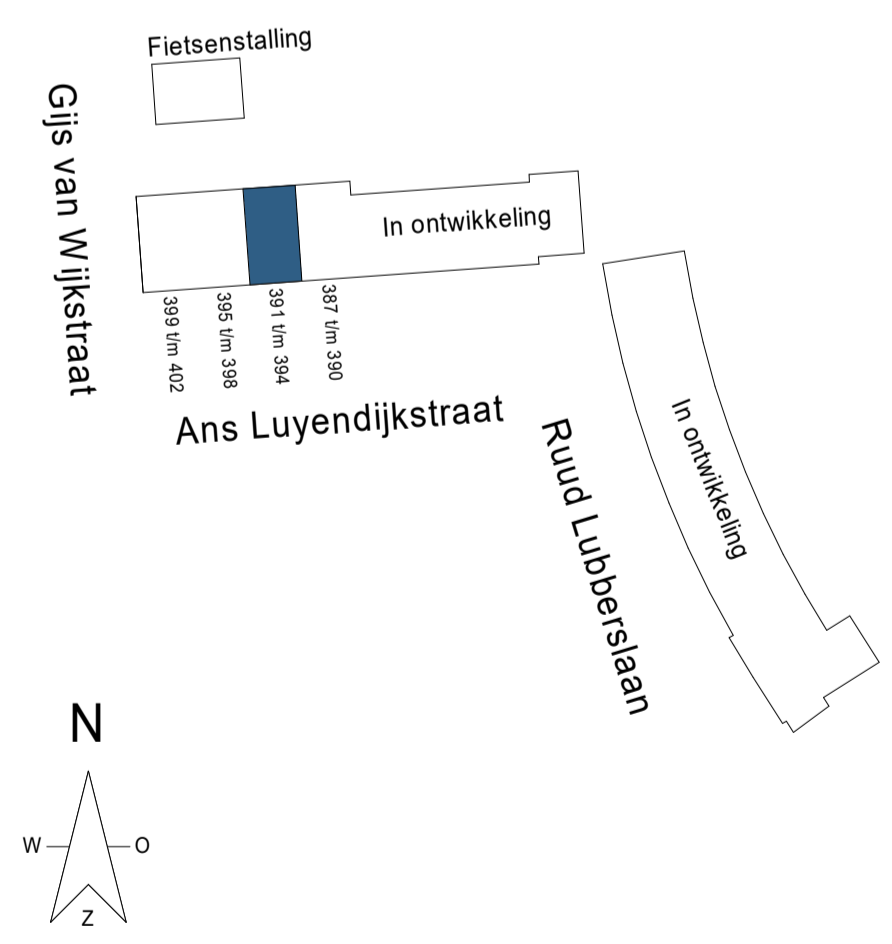 Fietsenstalling
Gijs van Wijkstraat
In ontwikkeling
399 t/m 402
395 t/m 398
391 t/m 394
387 t/m 390
Ans Luyendijkstraat
Ruud Lubberslaan
In ontwikkeling
N
W
O
Z